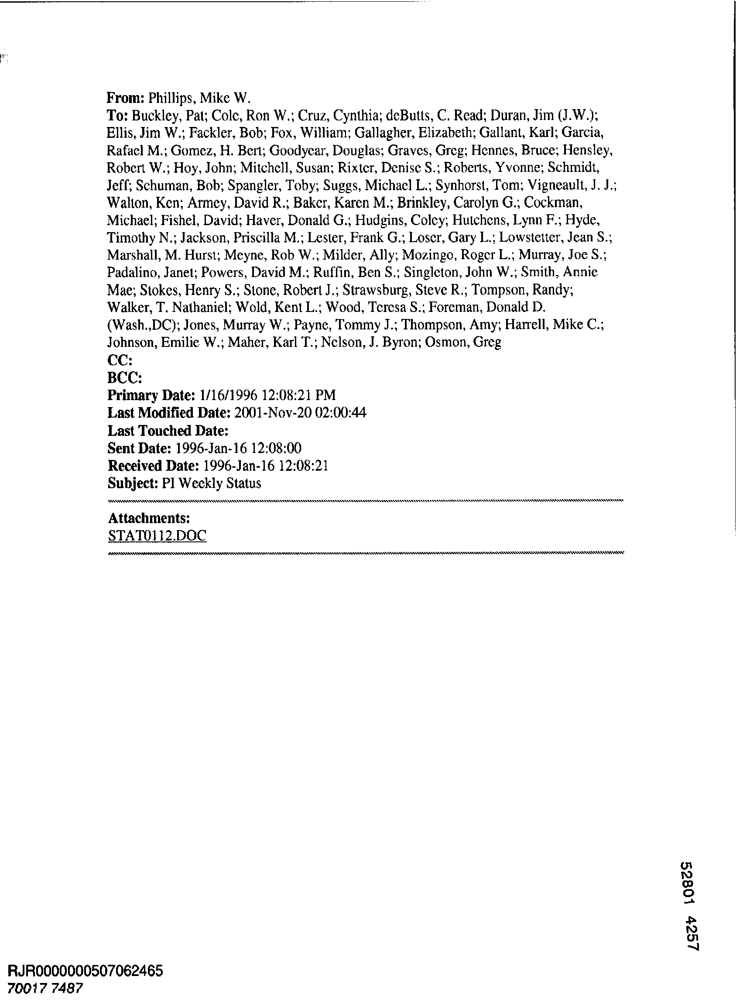 From: Phillips, Mike W.
To: Buckley, Pat; Cole, Ron W.; Cruz, Cynthia; deButts, C. Read; Duran, Jim (J.W.);
Ellis, Jim W.; Fackler, Bob; Fox, William; Gallagher, Elizabeth; Gallant, Karl; Garcia,
Rafael M.; Gomez, H. Bert; Goodyear, Douglas; Graves, Greg; Hennes, Bruce; Hensley,
Robert W.; Hoy, John; Mitchell, Susan; Rixter, Denise S.; Roberts, Yvonne; Schmidt,
Jeff; Schuman, Bob; Spangler, Toby; Suggs, Michael L.; Synhorst, Tom; Vigneault, J. J.;
Walton, Ken; Armey, David R.; Baker, Karen M.; Brinkley, Carolyn G.; Cockman,
Michael; Fishel, David; Haver, Donald G.; Hudgins, Coley; Hutchens, Lynn F.; Hyde,
Timothy N.; Jackson, Priscilla M.; Lester, Frank G.; Loser, Gary L.; Lowstetter, Jean S.;
Marshall, M. Hurst; Meyne, Rob W.; Milder, Ally; Mozingo, Roger L.; Murray, Joe S.;
Padalino, Janet; Powers, David M.; Ruffin, Ben S.; Singleton, John W.; Smith, Annie
Mae; Stokes, Henry S.; Stone, Robert J.; Strawsburg, Steve R.; Tompson, Randy;
Walker, T. Nathaniel; Wold, Kent L.; Wood, Teresa S.; Foreman, Donald D.
(Wash.,DC); Jones, Murray W.; Payne, Tommy J.; Thompson, Amy; Harrell, Mike C.;
Johnson, Emilie W.; Maher, Karl T.; Nelson, J. Byron; Osmon, Greg
CC:
BCC:
Primary Date: 1/16/1996 12:08:21 PM
Last Modified Date: 2001-Nov-20 02:00:44
Last Touched Date:
Sent Date: 1996-Jan-16 12:08:00
Received Date: 1996-Jan-16 12:08:21
Subject: PI Weekly Status
Attachments:
STAT0112.DOC
52801 4257
RJR0000000507062465
70017 7487